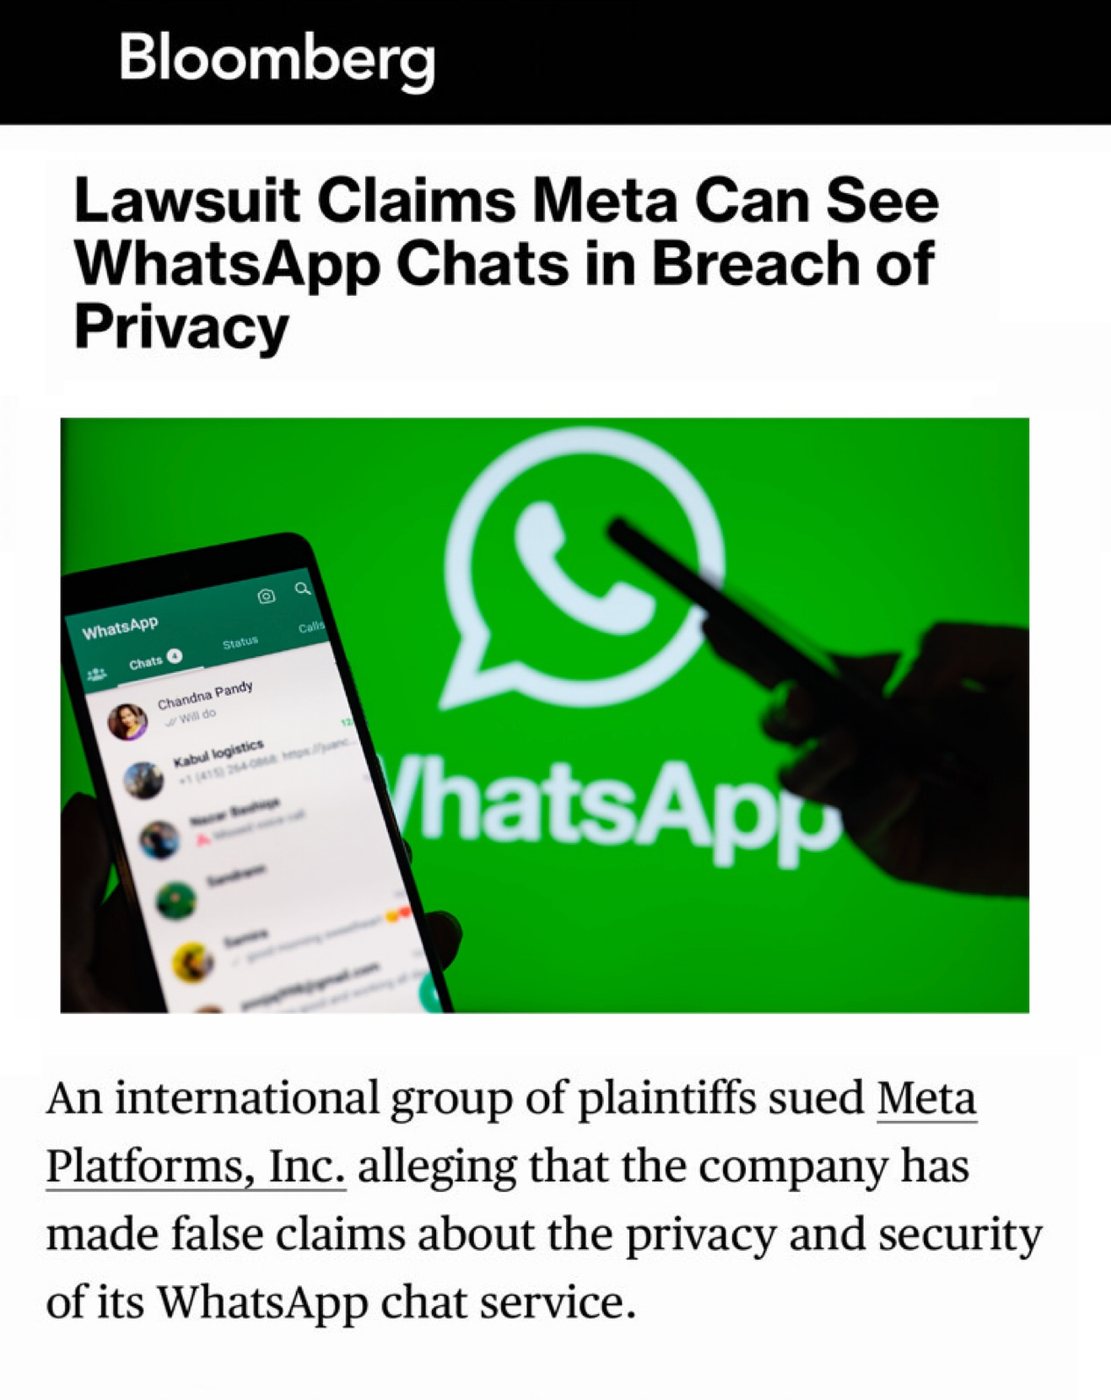 Bloomberg
Lawsuit Claims Meta Can See
WhatsApp Chats in Breach of
Privacy
WhatsApp
Chats 4
Status
Calls
Chandna Pandy
Will do
Kabul logistics
WhatsApp
An international group of plaintiffs sued Meta
Platforms, Inc. alleging that the company has
made false claims about the privacy and security
of its WhatsApp chat service.